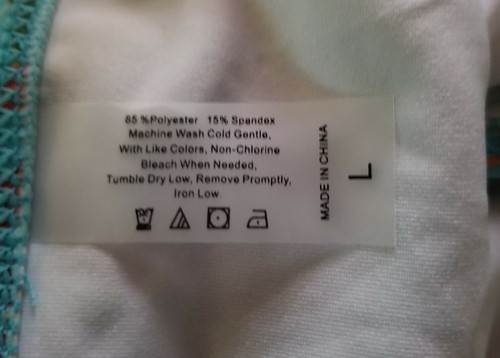 85 %Polyester 15% Spandex
Machine Wash Cold Gentle,
With Like Colors, Non-Chlorine
Bleach When Needed,
Tumble Dry Low, Remove Promptly,
Iron Low
MADE IN CHINA
L